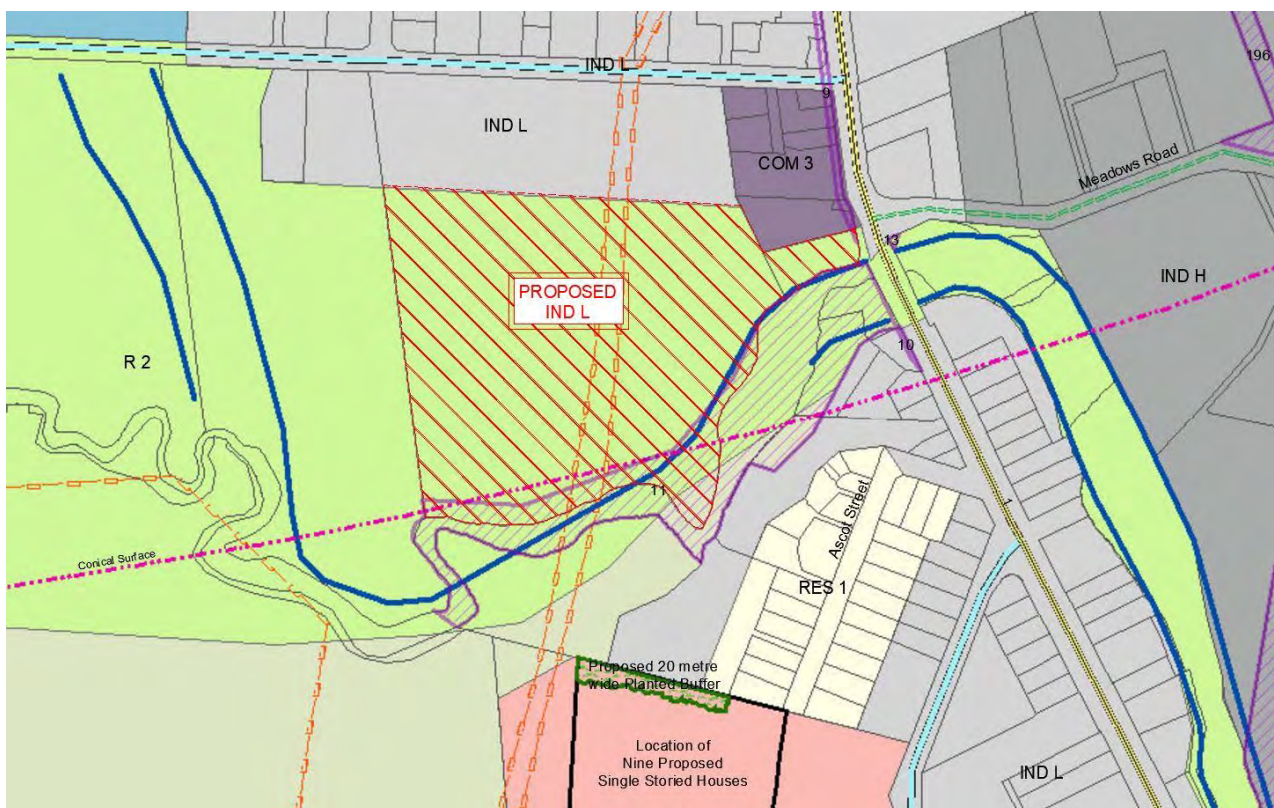 IND L
9
196
IND L
COM 3
Meadows Road
13
IND H
PROPOSED
IND L
R 2
10
11
1
Ascot Street
Conical Surface
RES 1
Proposed 20 metre
wide Planted Buffer
Location of
Nine Proposed
Single Storied Houses
IND L